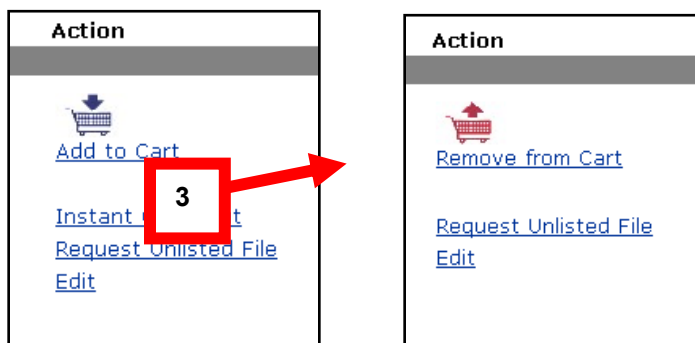 Action
Add to Cart
3
Instant
Request Unlisted File
Edit
Action
Remove from Cart
Request Unlisted File
Edit